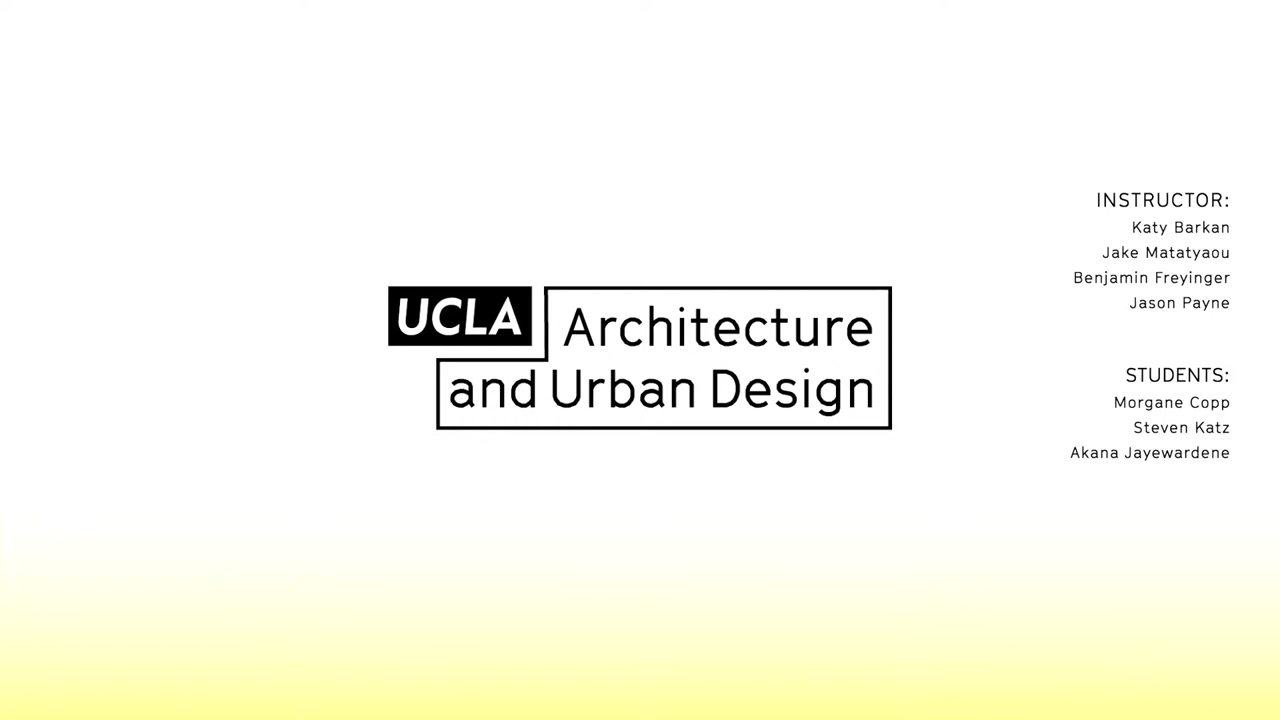 UCLA Architecture
and Urban Design
INSTRUCTOR:
Katy Barkan
Jake Matatyaou
Benjamin Freyinger
Jason Payne
STUDENTS:
Morgane Copp
Steven Katz
Akana Jayewardene